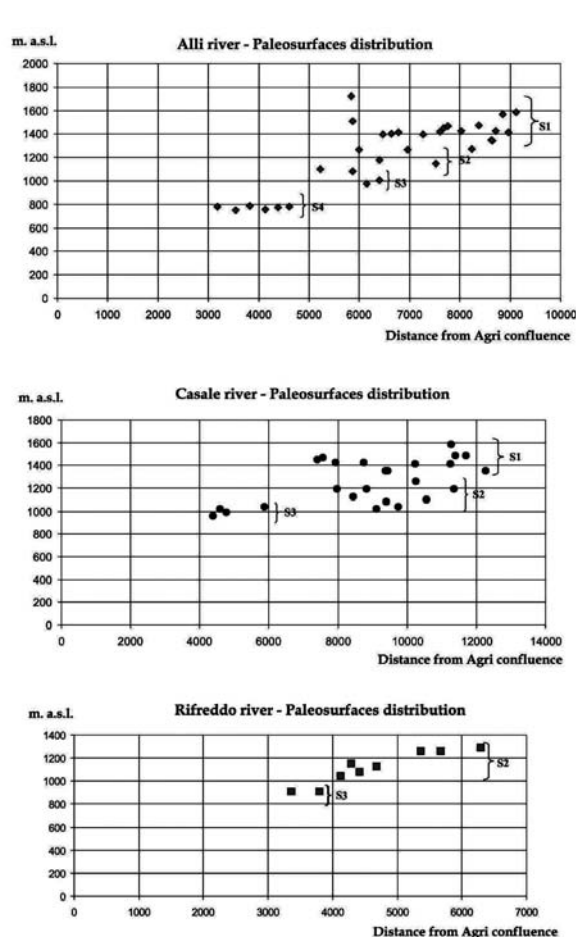 m. a.s.l.
Alli river - Paleosurfaces distribution
2000
1800
1600
1400
1200
1000
800
600
400
200
0
S1
S2
S3
S4
0 1000 2000 3000 4000 5000 6000 7000 8000 9000 10000
Distance from Agri confluence
Casale river - Paleosurfaces distribution
m. a.s.l.
1800
1600
1400
1200
1000
800
600
400
200
0
S1
S2
S3
0 2000 4000 6000 8000 10000 12000 14000
Distance from Agri confluence
Rifreddo river - Paleosurfaces distribution
m. a.s.l.
1400
1200
1000
800
600
400
200
0
S2
S3
0 1000 2000 3000 4000 5000 6000 7000
Distance from Agri confluence